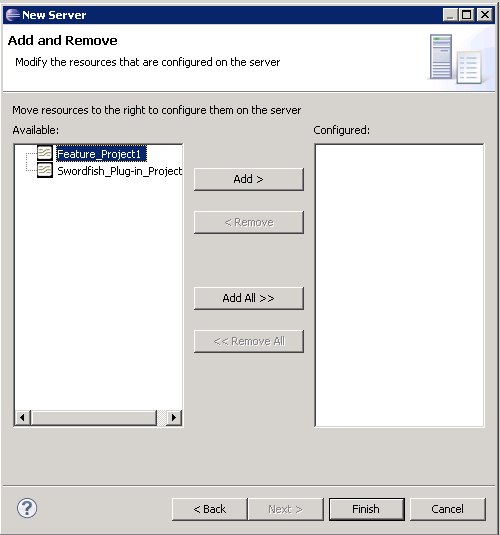 New Server
Add and Remove
Modify the resources that are configured on the server
Move resources to the right to configure them on the server
Available:
Configured:
Feature_Project1
Swordfish_Plug-in_Project
Add >
< Remove
Add All >>
<< Remove All
?
< Back
Next >
Finish
Cancel